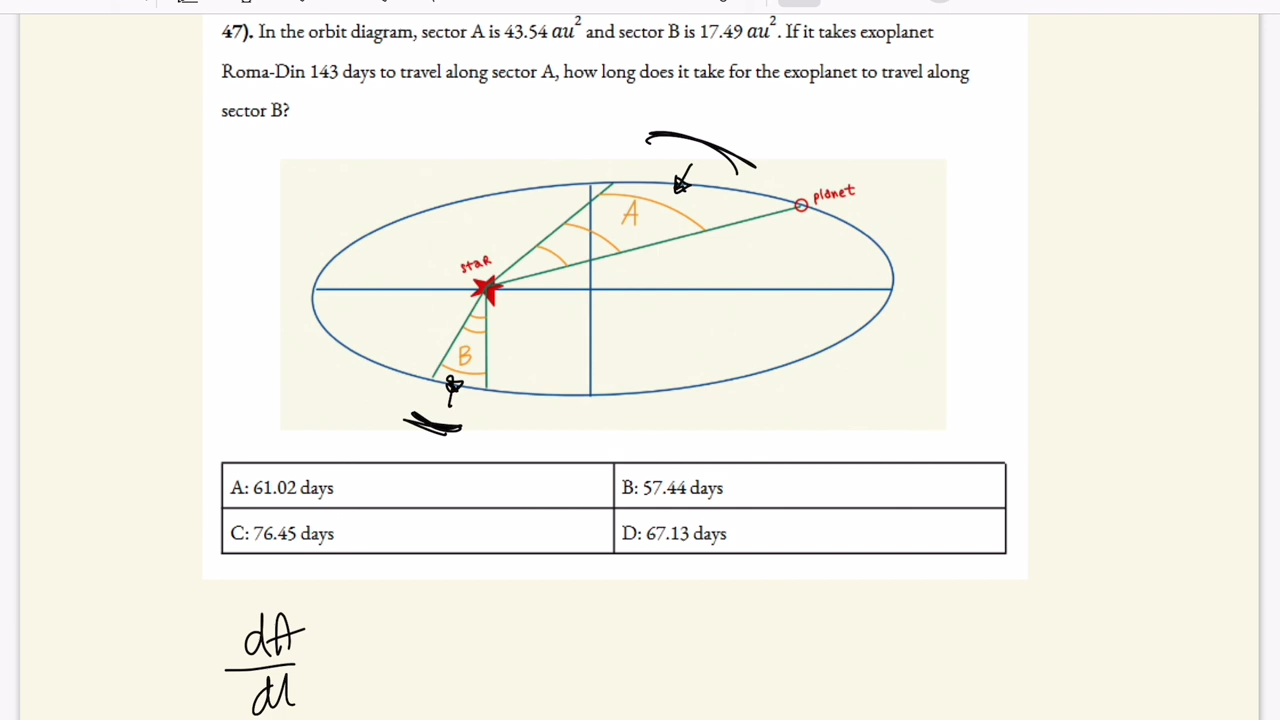 47). In the orbit diagram, sector A is 43.54 au² and sector B is 17.49 au². If it takes exoplanet
Roma-Din 143 days to travel along sector A, how long does it take for the exoplanet to travel along
sector B?
planet
A
star
B
A: 61.02 days
B: 57.44 days
C: 76.45 days
D: 67.13 days
dA